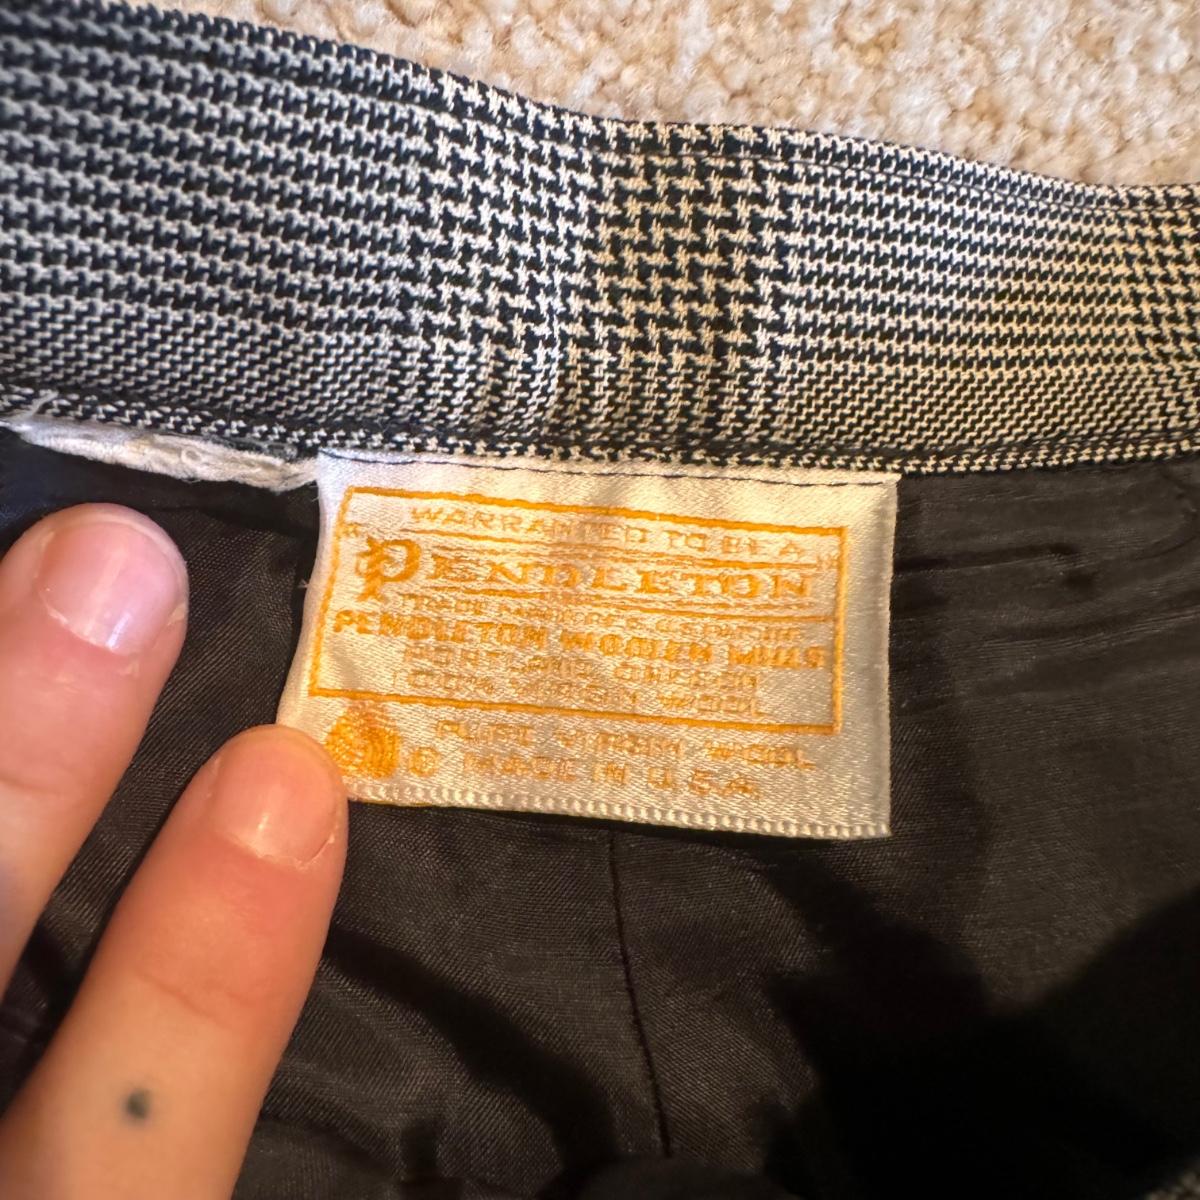 WARRANTED TO BE A
"PENDLETON"
TRADE MARK REG. U.S. PAT. OFF.
PENDLETON WOOLEN MILLS
PORTLAND, OREGON
100% VIRGIN WOOL
PURE VIRGIN WOOL
© MADE IN U.S.A.